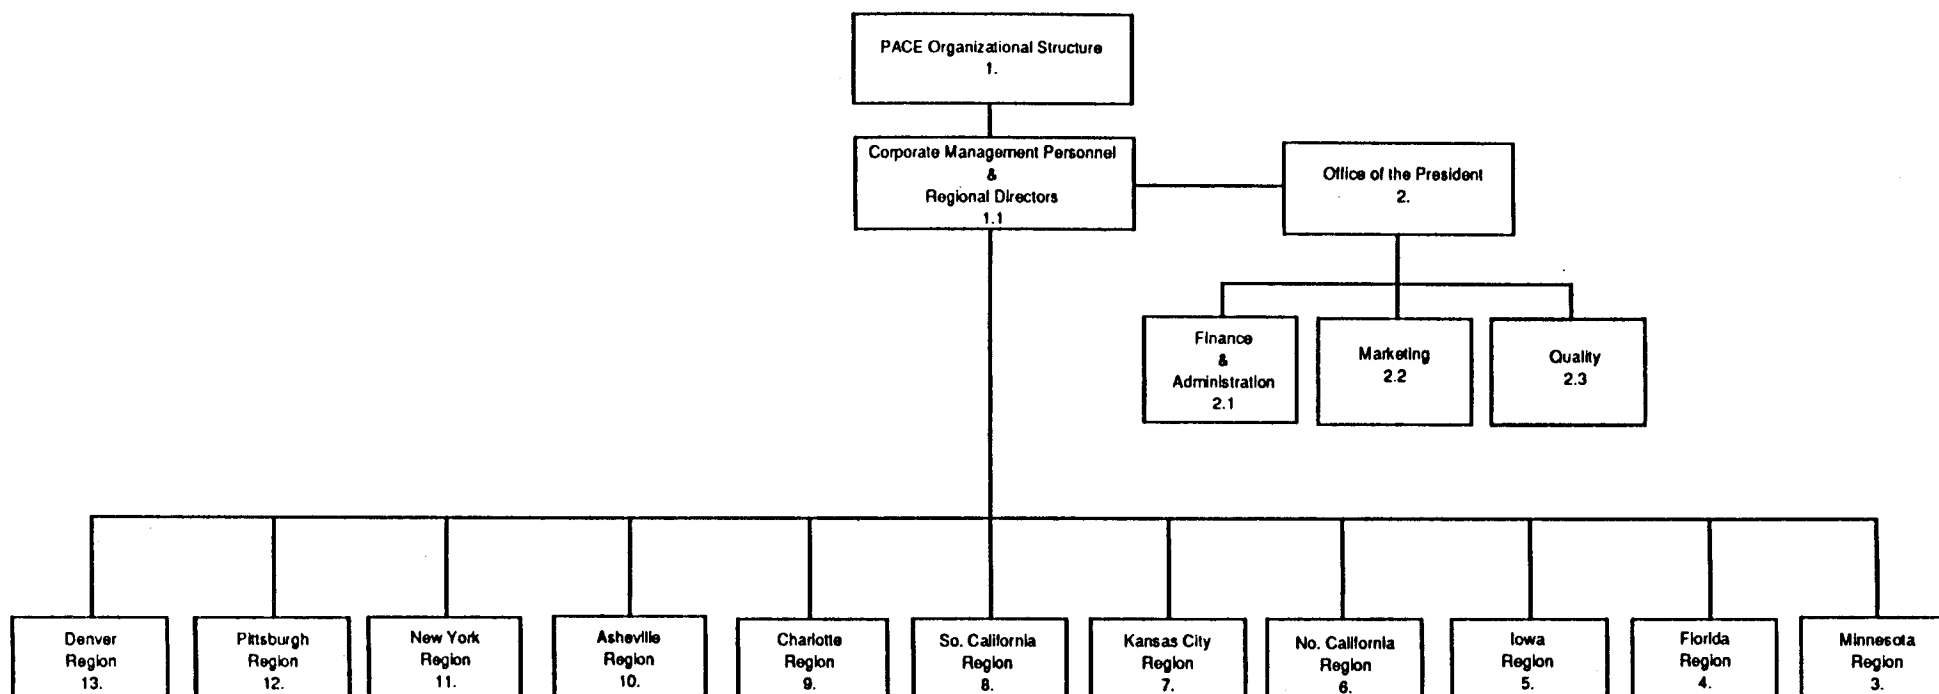 PACE Organizational Structure
1.
Corporate Management Personnel
&
Regional Directors
1.1
Office of the President
2.
Finance
&
Administration
2.1
Marketing
2.2
Quality
2.3
Denver
Region
13.
Pittsburgh
Region
12.
New York
Region
11.
Asheville
Region
10.
Charlotte
Region
9.
So. California
Region
8.
Kansas City
Region
7.
No. California
Region
6.
Iowa
Region
5.
Florida
Region
4.
Minnesota
Region
3.